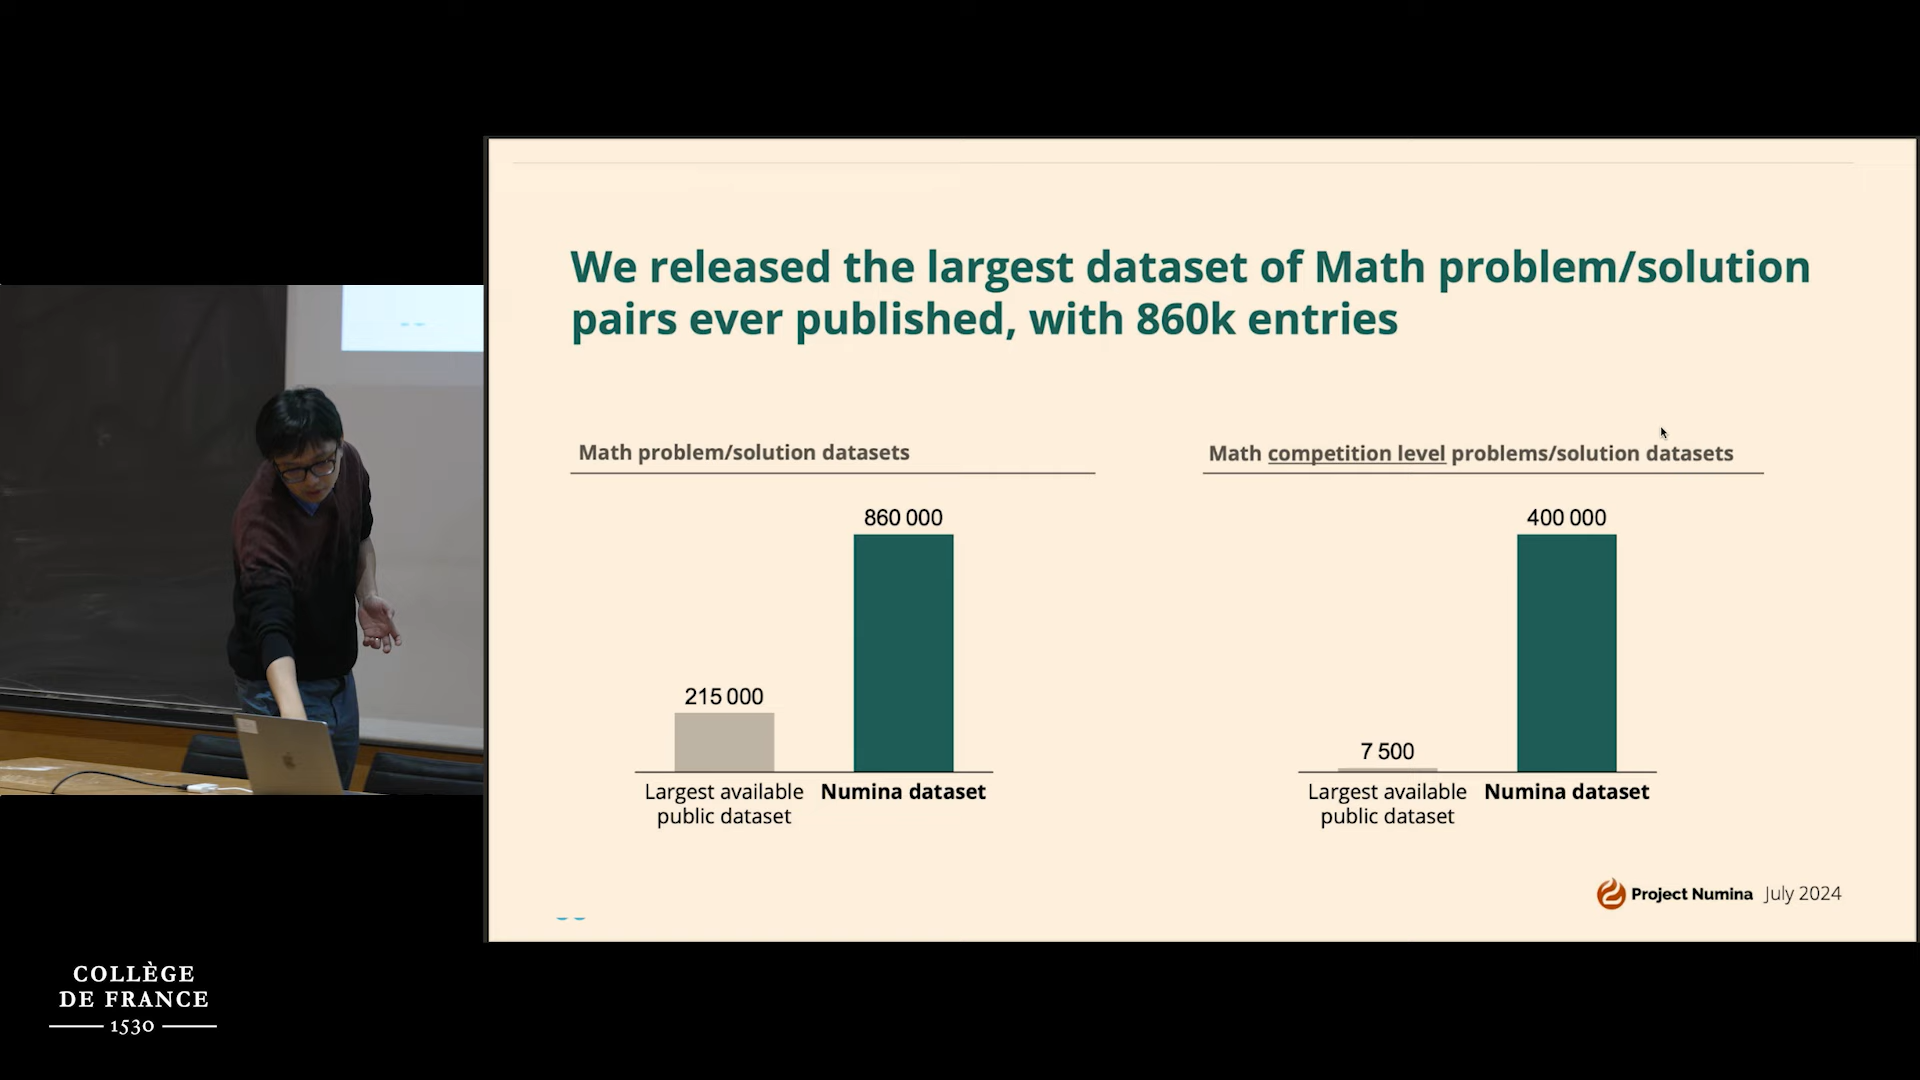 We released the largest dataset of Math problem/solution
pairs ever published, with 860k entries
Math problem/solution datasets
860 000
215 000
Largest available
public dataset
Numina dataset
Math competition level problems/solution datasets
400 000
7 500
Largest available
public dataset
Numina dataset
Project Numina July 2024
COLLÈGE
DE FRANCE
1530